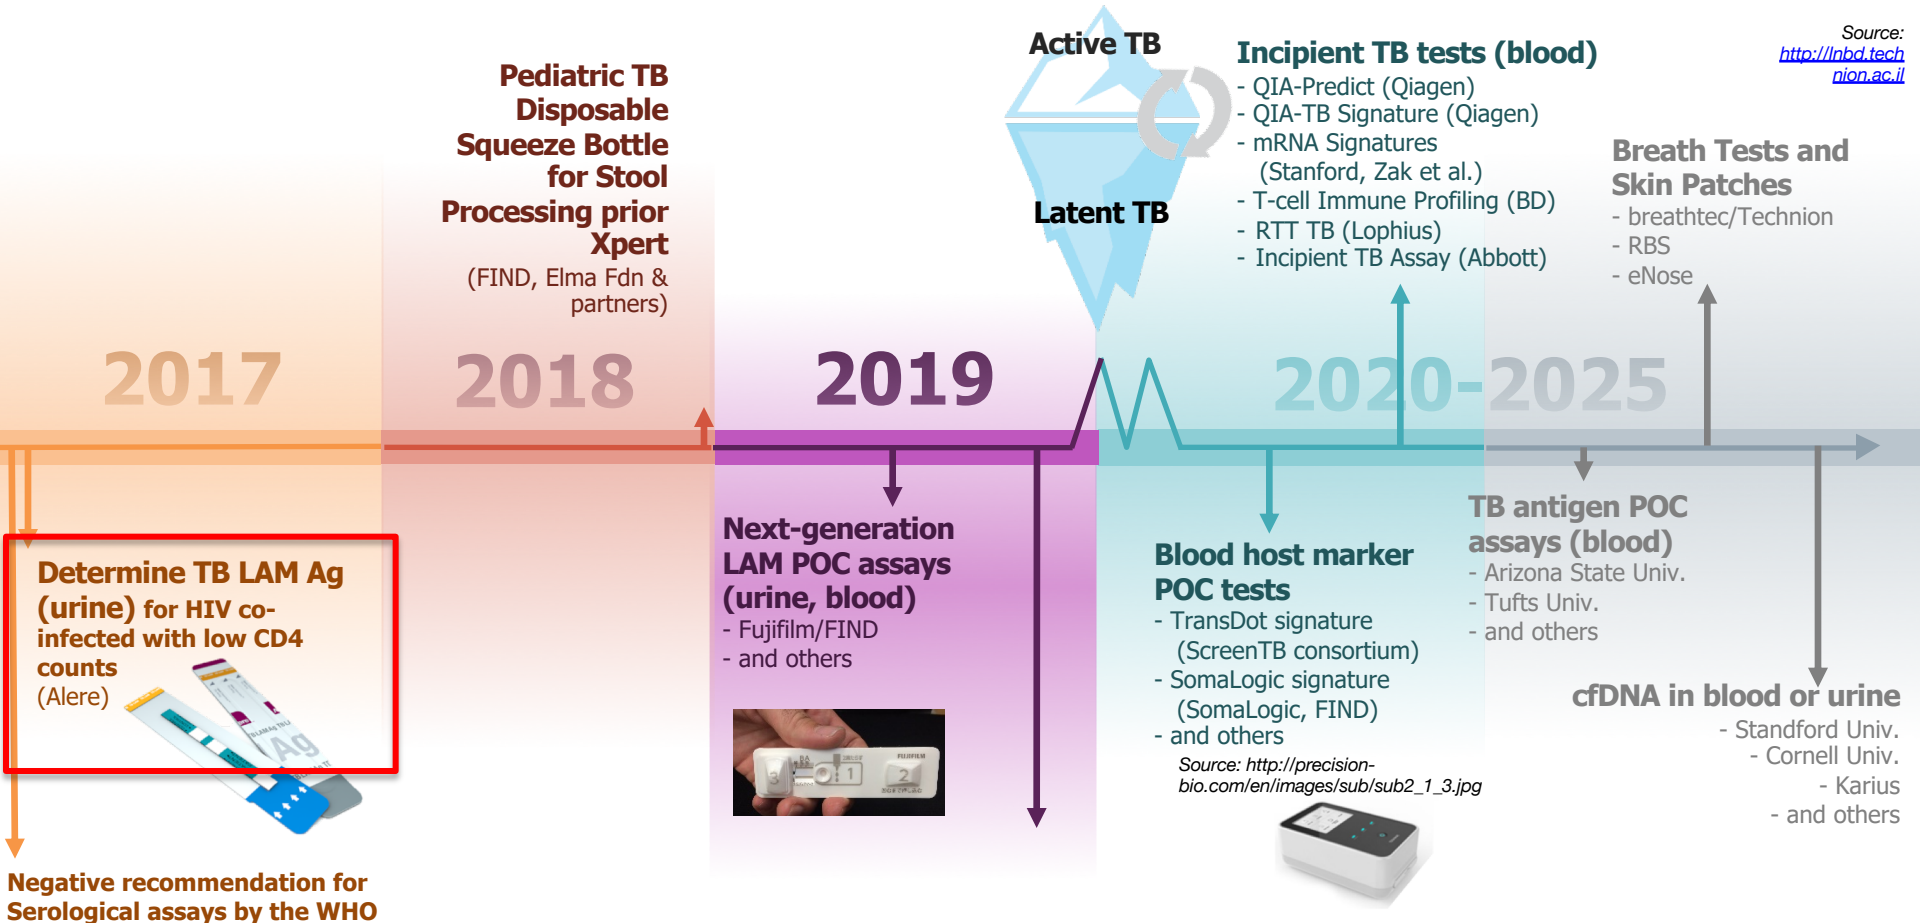 Source:
http://lnbd.tech
nion.ac.il
Active TB
Latent TB
Incipient TB tests (blood)
- QIA-Predict (Qiagen)
- QIA-TB Signature (Qiagen)
- mRNA Signatures
(Stanford, Zak et al.)
- T-cell Immune Profiling (BD)
- RTT TB (Lophius)
- Incipient TB Assay (Abbott)
Pediatric TB
Disposable
Squeeze Bottle
for Stool
Processing prior
Xpert
(FIND, Elma Fdn &
partners)
Breath Tests and
Skin Patches
- breathtec/Technion
- RBS
- eNose
2017
2018
2019
2020-2025
Determine TB LAM Ag
(urine) for HIV co-
infected with low CD4
counts
(Alere)
Ag
Negative recommendation for
Serological assays by the WHO
Next-generation
LAM POC assays
(urine, blood)
- Fujifilm/FIND
- and others
FUJIFILM
3
1
2
Blood host marker
POC tests
- TransDot signature
(ScreenTB consortium)
- SomaLogic signature
(SomaLogic, FIND)
- and others
Source: http://precision-
bio.com/en/images/sub/sub2_1_3.jpg
TB antigen POC
assays (blood)
- Arizona State Univ.
- Tufts Univ.
- and others
cfDNA in blood or urine
- Standford Univ.
- Cornell Univ.
- Karius
- and others